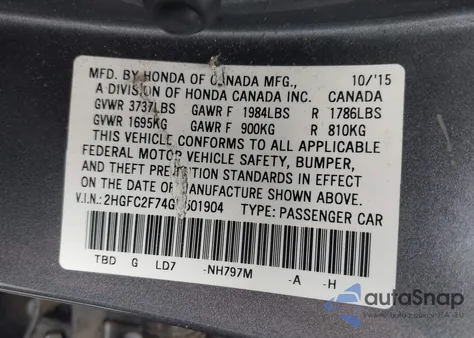 MFD. BY HONDA OF CANADA MFG., 10/'15
A DIVISION OF HONDA CANADA INC. CANADA
GVWR 3737LBS GAWR F 1984LBS R 1786LBS
GVWR 1695KG GAWR F 900KG R 810KG
THIS VEHICLE CONFORMS TO ALL APPLICABLE
FEDERAL MOTOR VEHICLE SAFETY, BUMPER,
AND THEFT PREVENTION STANDARDS IN EFFECT
ON THE DATE OF MANUFACTURE SHOWN ABOVE.
V.I.N.: TYPE: PASSENGER CAR
TBD G LD7 -NH797M -A -H
autoSnap